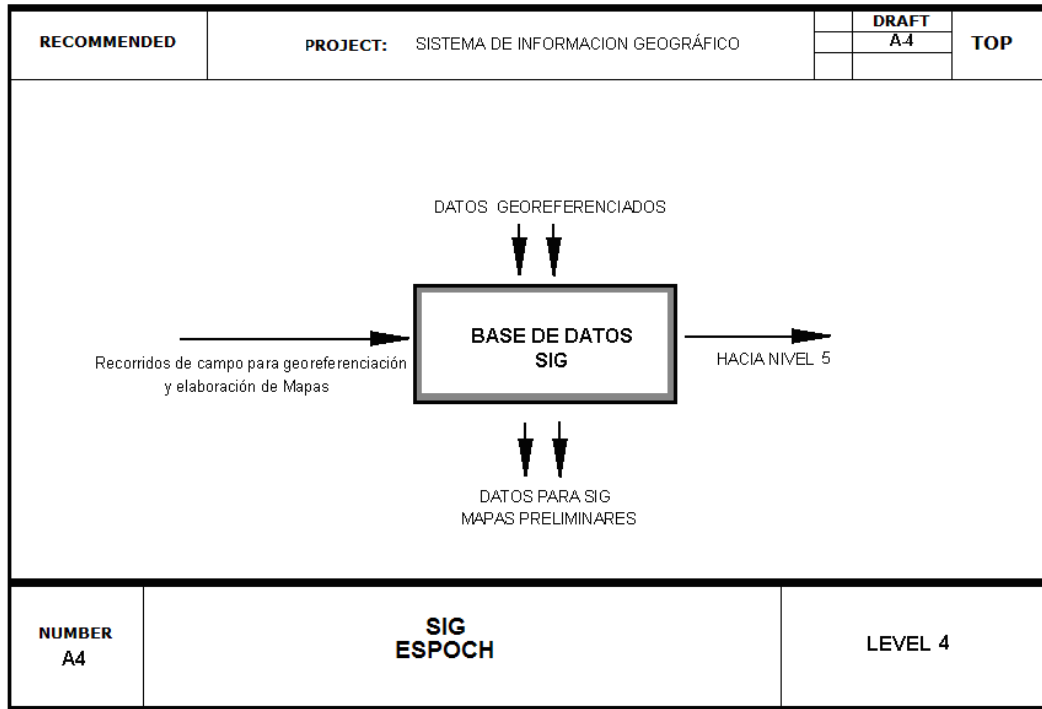 RECOMMENDED
PROJECT: SISTEMA DE INFORMACION GEOGRÁFICO
DRAFT
A-4
TOP
DATOS GEOREFERENCIADOS
BASE DE DATOS
SIG
Recorridos de campo para georeferenciación
y elaboración de Mapas
HACIA NIVEL 5
DATOS PARA SIG
MAPAS PRELIMINARES
NUMBER
A4
SIG
ESPOCH
LEVEL 4